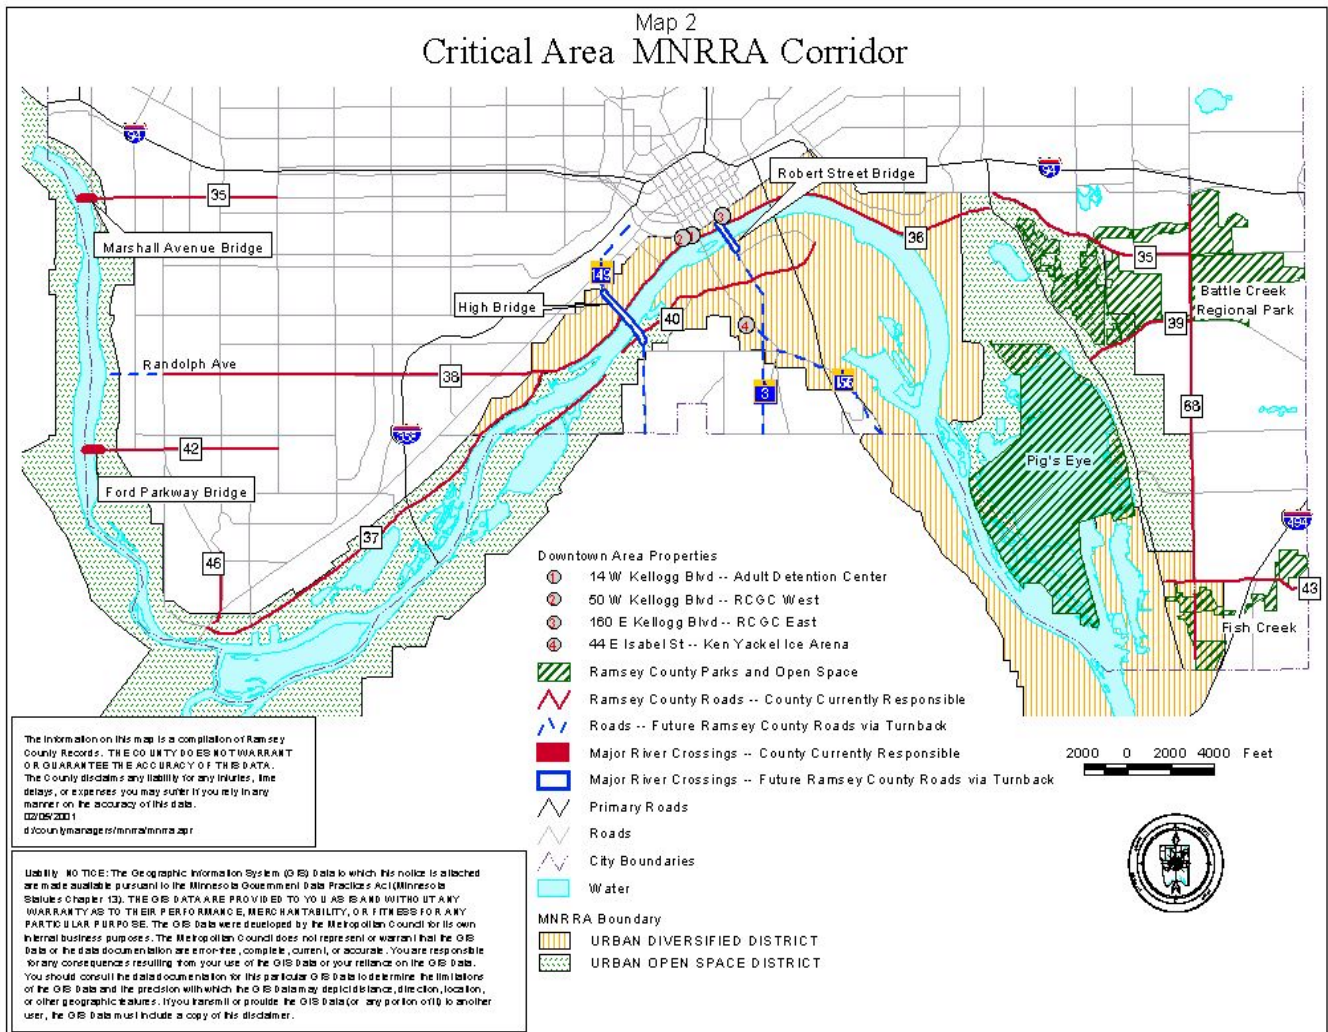 Map 2
Critical Area MNRRA Corridor
94
35
Marshall Avenue Bridge
Robert Street Bridge
94
3
2
1
36
35
149
High Bridge
40
4
Battle Creek
Regional Park
39
Randolph Ave
38
3
156
68
42
Ford Parkway Bridge
Pig's Eye
37
46
494
43
Fish Creek
Downtown Area Properties
1 14 W Kellogg Blvd -- Adult Detention Center
2 50 W Kellogg Blvd -- RCGC West
3 160 E Kellogg Blvd -- RCGC East
4 44 E Isabel St -- Ken Yackel Ice Arena
Ramsey County Parks and Open Space
Ramsey County Roads -- County Currently Responsible
Roads -- Future Ramsey County Roads via Turnback
Major River Crossings -- County Currently Responsible
Major River Crossings -- Future Ramsey County Roads via Turnback
Primary Roads
Roads
City Boundaries
Water
MNRRA Boundary
URBAN DIVERSIFIED DISTRICT
URBAN OPEN SPACE DISTRICT
2000 0 2000 4000 Feet
The information on this map is a compilation of Ramsey
County Records. THE COUNTY DOES NOT WARRANT
OR GUARANTEE THE ACCURACY OF THIS DATA.
The County disclaims any liability for any injuries, time
delays, or expenses you may suffer if you rely in any
manner on the accuracy of this data.
02/09/2001
d:/countymanagers/mnrra/mnrra.apr
Liability NOTICE: The Geographic Information System (GIS) Data to which this notice is attached
are made available pursuant to the Minnesota Government Data Practices Act (Minnesota
Statutes Chapter 13). THE GIS DATA ARE PROVIDED TO YOU AS IS AND WITHOUT ANY
WARRANTY AS TO THEIR PERFORMANCE, MERCHANTABILITY, OR FITNESS FOR ANY
PARTICULAR PURPOSE. The GIS Data were developed by the Metropolitan Council for its own
internal business purposes. The Metropolitan Council does not represent or warrant that the GIS
Data or the data documentation are error-free, complete, current, or accurate. You are responsible
for any consequences resulting from your use of the GIS Data or your reliance on the GIS Data.
You should consult the data documentation for this particular GIS Data to determine the limitations
of the GIS Data and the precision with which the GIS Data may depict distance, direction, location,
or other geographic features. If you transmit or provide the GIS Data (or any portion of it) to another
user, the GIS Data must include a copy of this disclaimer.